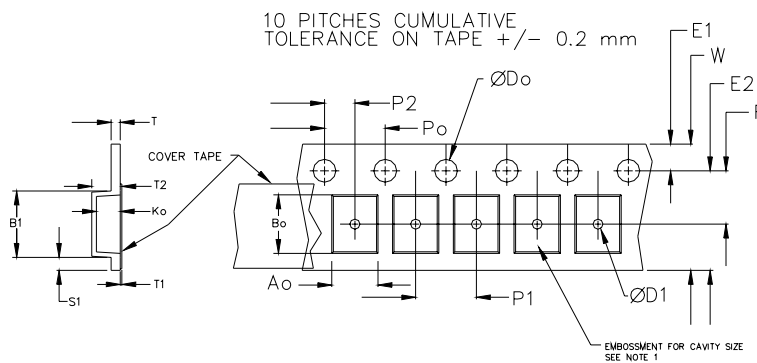 10 PITCHES CUMULATIVE
TOLERANCE ON TAPE +/- 0.2 mm
E1
W
E2
F
ØDo
P2
Po
T
COVER TAPE
T2
Ko
B1
Bo
S1
T1
Ao
P1
ØD1
EMBOSSMENT FOR CAVITY SIZE
SEE NOTE 1